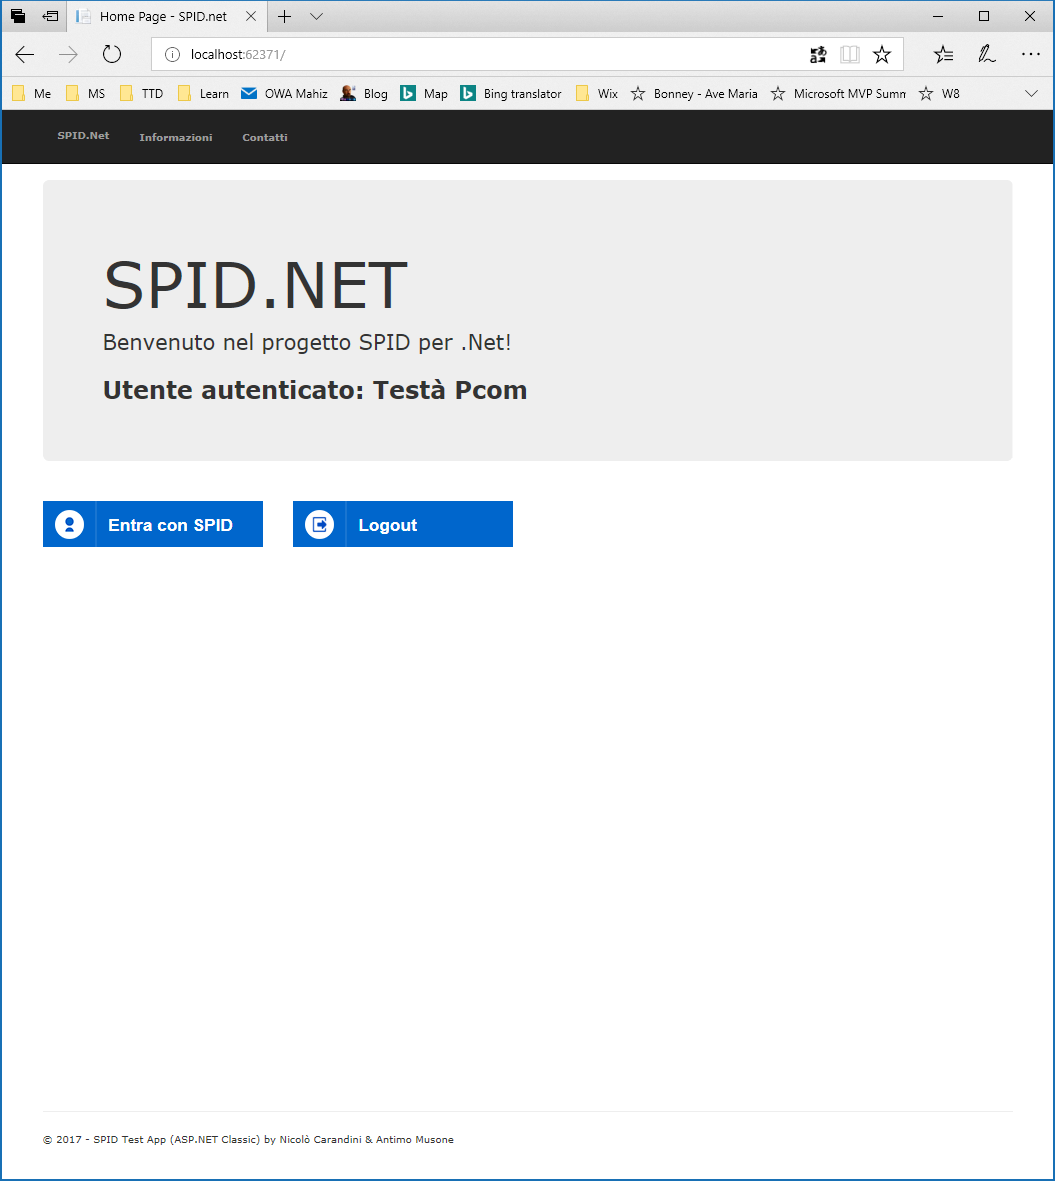 Home Page - SPID.net
localhost:62371/
Me MS TTD Learn OWA Mahiz Blog Map Bing translator Wix Bonney - Ave Maria Microsoft MVP Summ W8
SPID.Net Informazioni Contatti
SPID.NET
Benvenuto nel progetto SPID per .Net!
Utente autenticato: Testà Pcom
Entra con SPID Logout
© 2017 - SPID Test App (ASP.NET Classic) by Nicolò Carandini & Antimo Musone